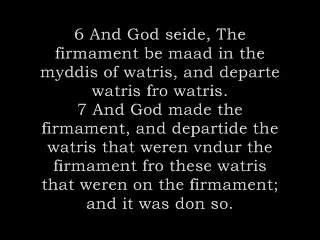 6 And God seide, The
firmament be maad in the
myddis of watris, and departe
watris fro watris.
7 And God made the
firmament, and departide the
watris that weren vndur the
firmament fro these watris
that weren on the firmament;
and it was don so.